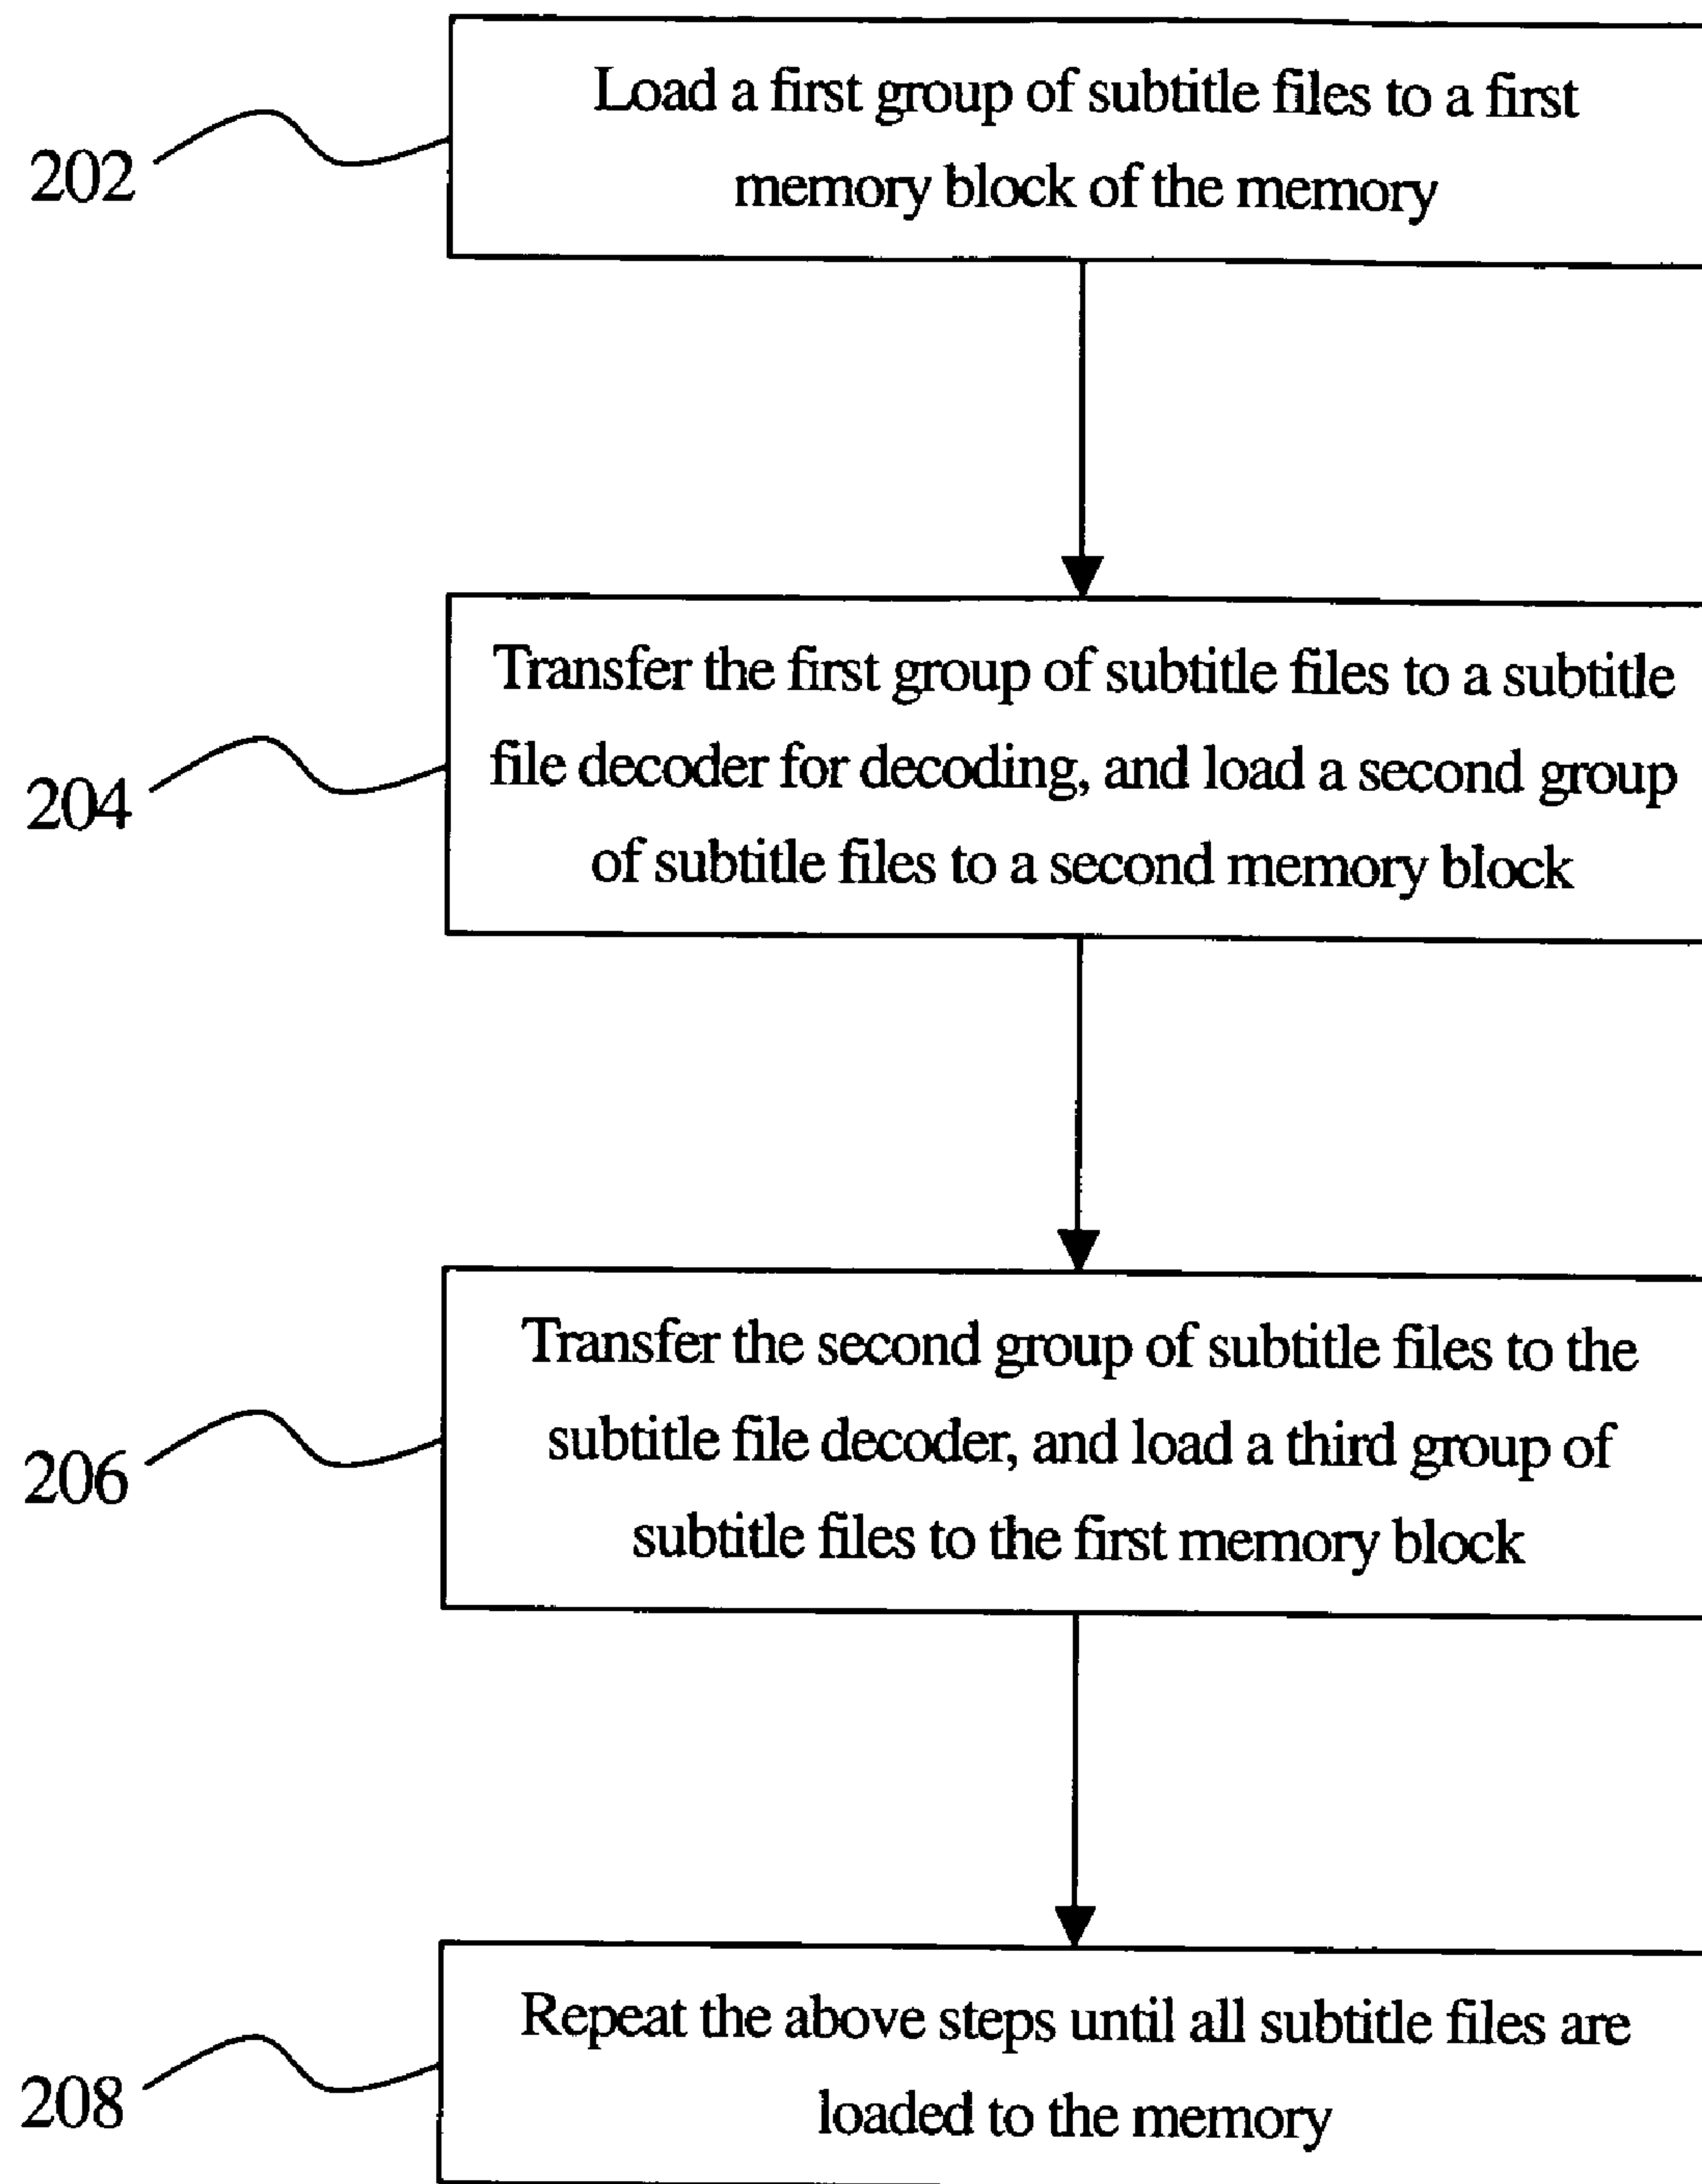 Load a first group of subtitle files to a first
memory block of the memory
202
Transfer the first group of subtitle files to a subtitle
file decoder for decoding, and load a second group
of subtitle files to a second memory block
204
Transfer the second group of subtitle files to the
subtitle file decoder, and load a third group of
subtitle files to the first memory block
206
Repeat the above steps until all subtitle files are
loaded to the memory
208